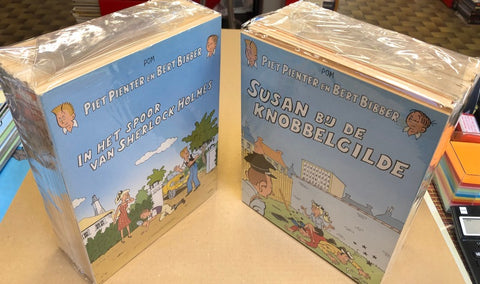 POM
PIET PIENTER EN BERT BIBBER
IN HET SPOOR
VAN SHERLOCK HOLMES
POM
PIET PIENTER EN BERT BIBBER
SUSAN BIJ DE
KNOBBELGILDE